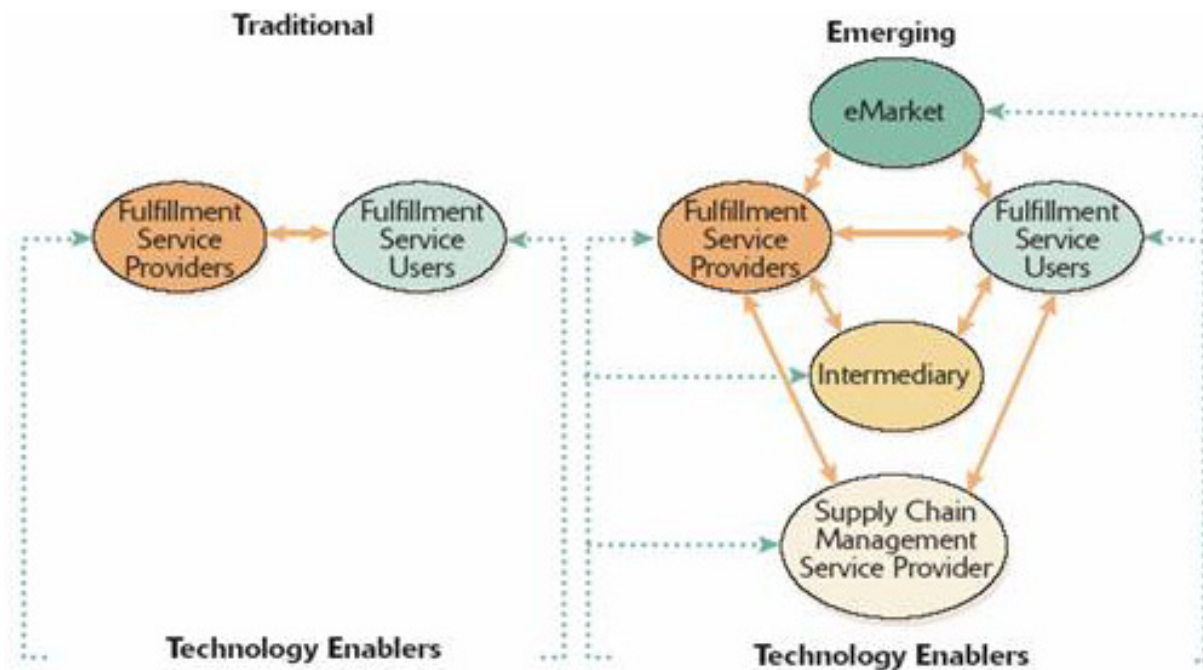 Traditional
Fulfillment
Service
Providers
Fulfillment
Service
Users
Technology Enablers
Emerging
eMarket
Fulfillment
Service
Providers
Fulfillment
Service
Users
Intermediary
Supply Chain
Management
Service Provider
Technology Enablers